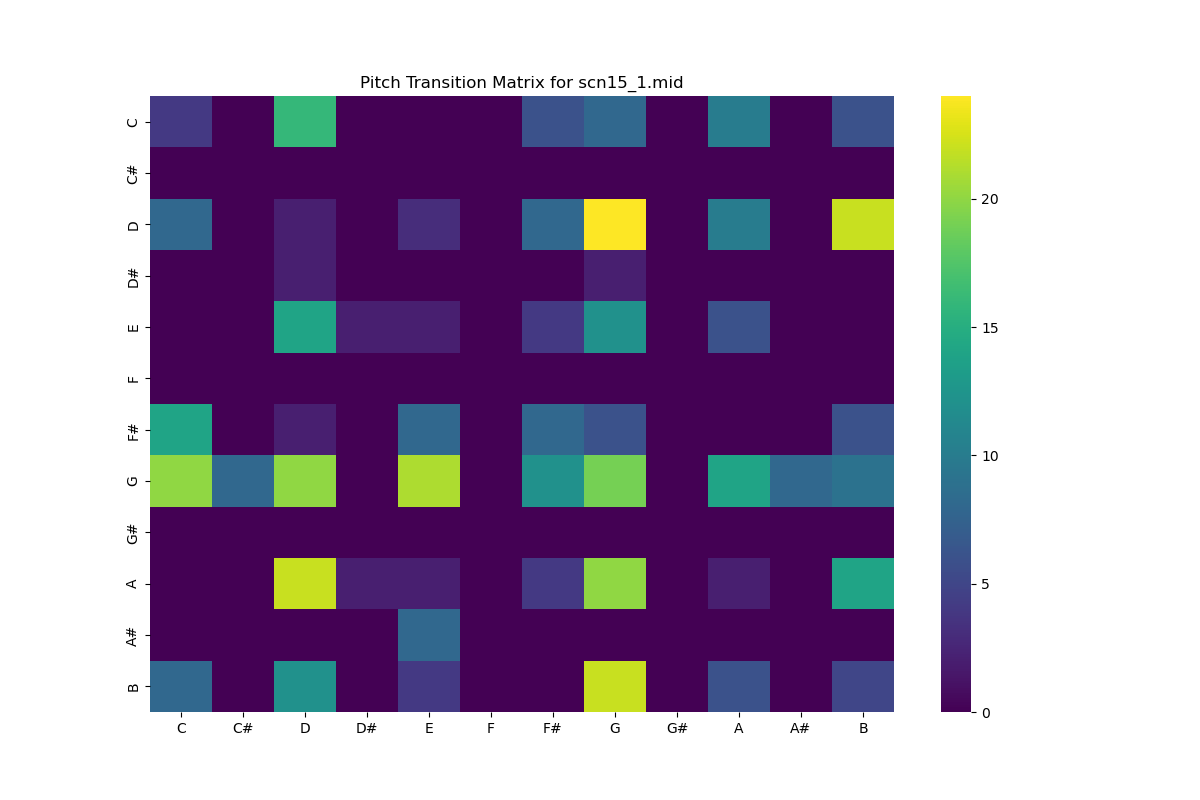 Pitch Transition Matrix for scn15_1.mid
C
C#
D
D#
E
F
F#
G
G#
A
A#
B
C C# D D# E F F# G G# A A# B
20
15
10
5
0